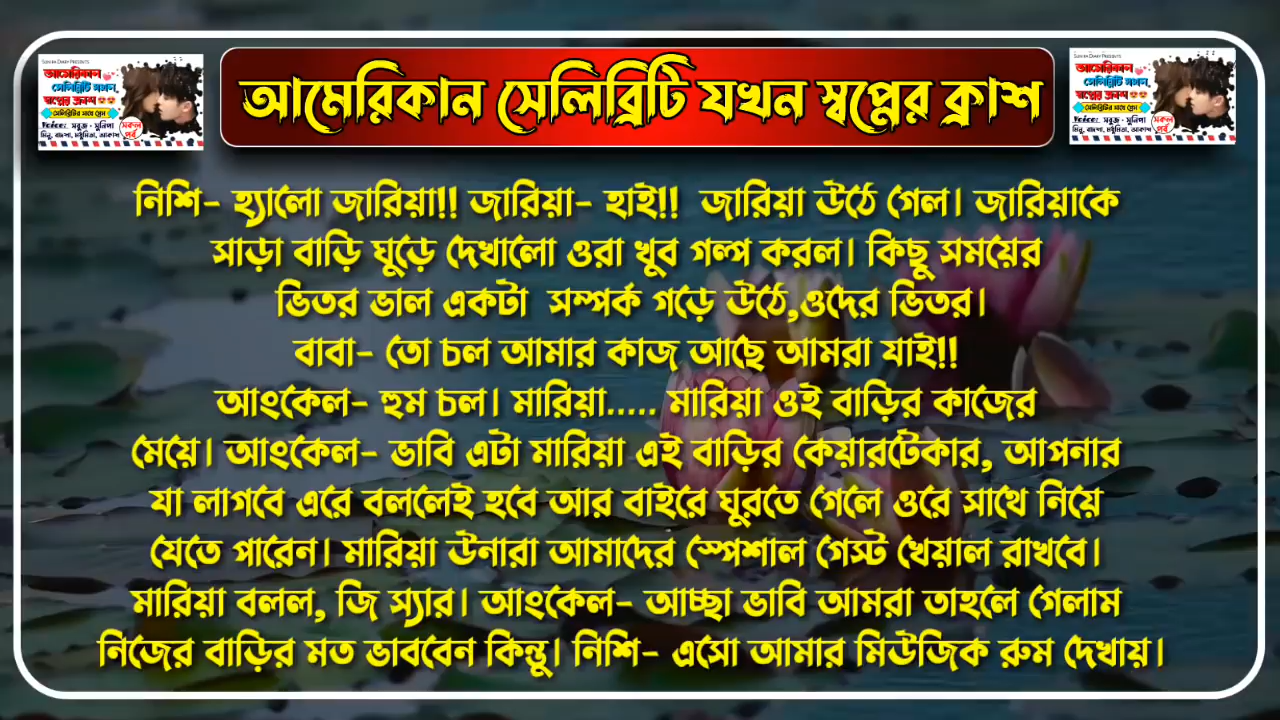 আমেরিকান সেলিব্রিটি যখন স্বপ্নের ক্রাশ
নিশি- হ্যালো জারিয়া!! জারিয়া- হাই!! জারিয়া উঠে গেল। জারিয়াকে
সাড়া বাড়ি ঘুড়ে দেখালো ওরা খুব গল্প করল। কিছু সময়ের
ভিতর ভাল একটা সম্পর্ক গড়ে উঠে,ওদের ভিতর।
বাবা- তো চল আমার কাজ আছে আমরা যাই!!
আংকেল- হুম চল। মারিয়া..... মারিয়া ওই বাড়ির কাজের
মেয়ে। আংকেল- ভাবি এটা মারিয়া এই বাড়ির কেয়ারটেকার, আপনার
যা লাগবে এরে বললেই হবে আর বাইরে ঘুরতে গেলে ওরে সাথে নিয়ে
যেতে পারেন। মারিয়া উনারা আমাদের স্পেশাল গেস্ট খেয়াল রাখবে।
মারিয়া বলল, জি স্যার। আংকেল- আচ্ছা ভাবি আমরা তাহলে গেলাম
নিজের বাড়ির মত ভাববেন কিন্তু। নিশি- এসো আমার মিউজিক রুম দেখায়।